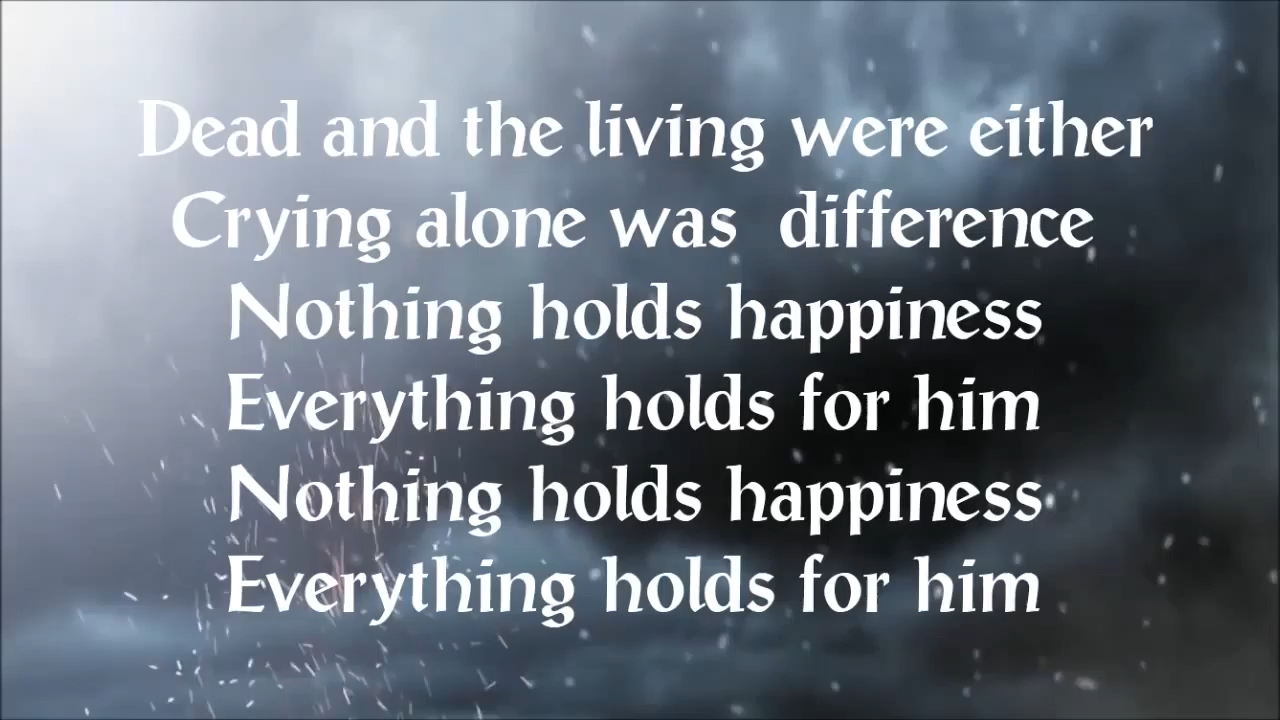 Dead and the living were either
Crying alone was  difference
Nothing holds happiness
Everything holds for him
Nothing holds happiness
Everything holds for him